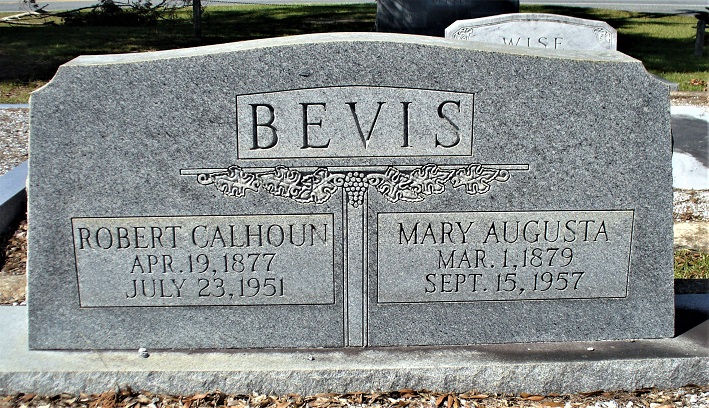 WISE
BEVIS
ROBERT CALHOUN
APR. 19, 1877
JULY 23, 1951
MARY AUGUSTA
MAR. 1, 1879
SEPT. 15, 1957